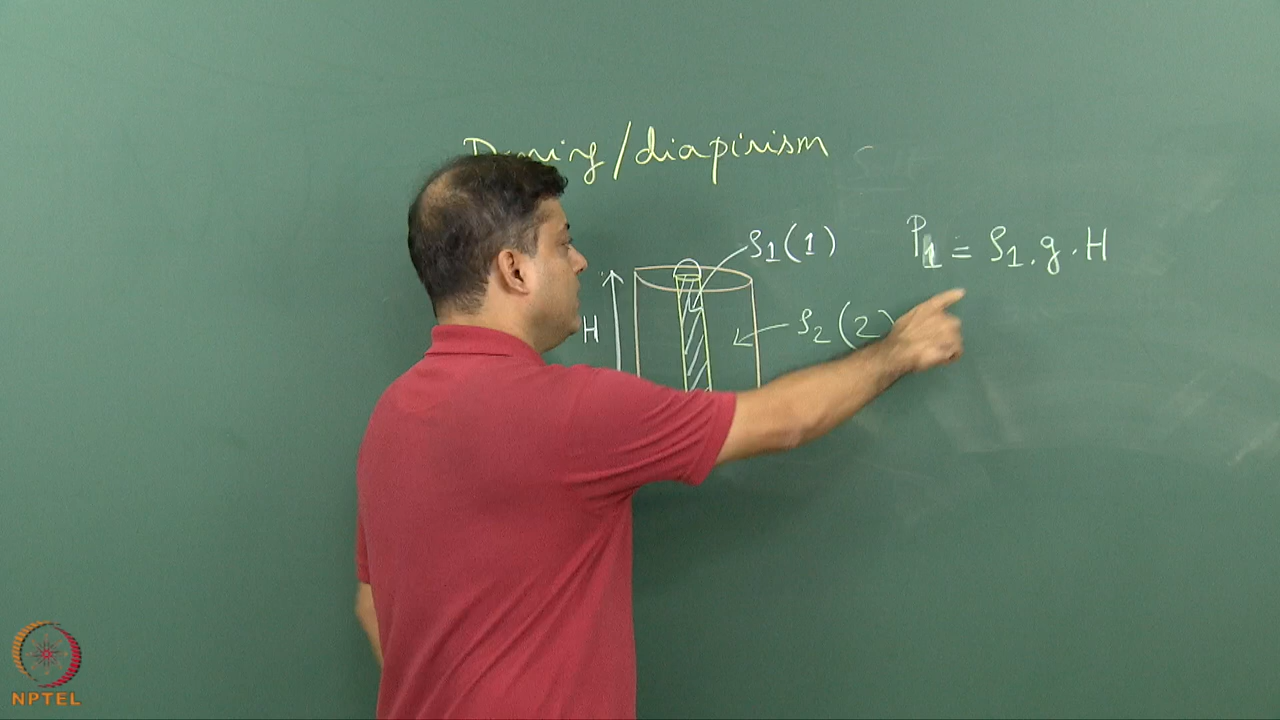 /diapirism
ρ1(1)
P1 = ρ1.g.H
H
ρ2(2)
NPTEL